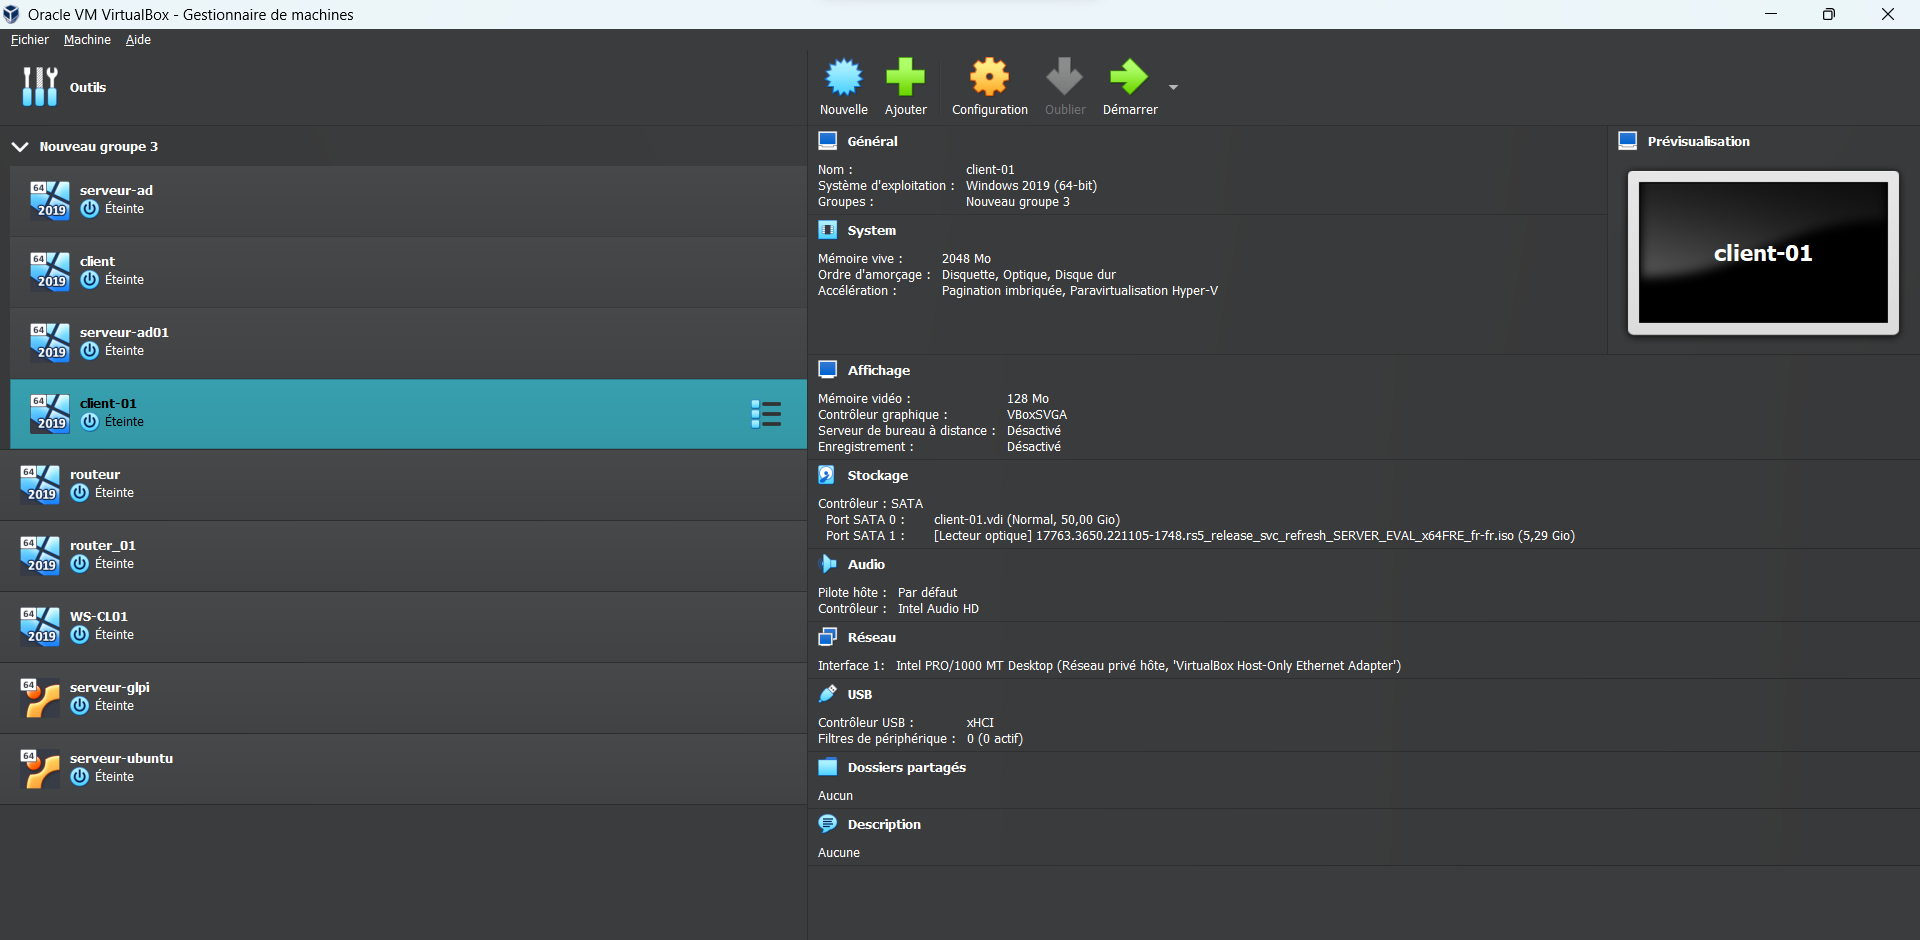 Oracle VM VirtualBox - Gestionnaire de machines
Fichier Machine Aide
Outils
Nouveau groupe 3
64 2019 serveur-ad
Éteinte
64 2019 client
Éteinte
64 2019 serveur-ad01
Éteinte
64 2019 client-01
Éteinte
64 2019 routeur
Éteinte
64 2019 router_01
Éteinte
64 2019 WS-CL01
Éteinte
64 serveur-glpi
Éteinte
64 serveur-ubuntu
Éteinte
Nouvelle Ajouter Configuration Oublier Démarrer
Général
Nom : client-01
Système d'exploitation : Windows 2019 (64-bit)
Groupes : Nouveau groupe 3
System
Mémoire vive : 2048 Mo
Ordre d'amorçage : Disquette, Optique, Disque dur
Accélération : Pagination imbriquée, Paravirtualisation Hyper-V
Prévisualisation
client-01
Affichage
Mémoire vidéo : 128 Mo
Contrôleur graphique : VBoxSVGA
Serveur de bureau à distance : Désactivé
Enregistrement : Désactivé
Stockage
Contrôleur : SATA
Port SATA 0 : client-01.vdi (Normal, 50,00 Gio)
Port SATA 1 : [Lecteur optique] 17763.3650.221105-1748.rs5_release_svc_refresh_SERVER_EVAL_x64FRE_fr-fr.iso (5,29 Gio)
Audio
Pilote hôte : Par défaut
Contrôleur : Intel Audio HD
Réseau
Interface 1: Intel PRO/1000 MT Desktop (Réseau privé hôte, 'VirtualBox Host-Only Ethernet Adapter')
USB
Contrôleur USB : xHCI
Filtres de périphérique : 0 (0 actif)
Dossiers partagés
Aucun
Description
Aucune